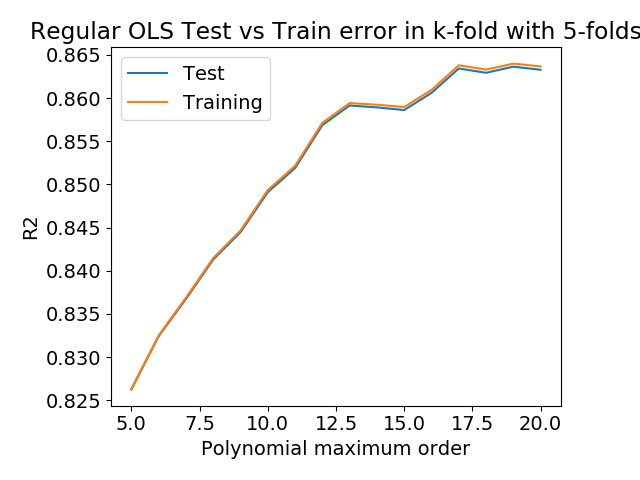 Regular OLS Test vs Train error in k-fold with 5-folds
0.865
0.860
0.855
0.850
0.845
0.840
0.835
0.830
0.825
R2
Test
Training
5.0 7.5 10.0 12.5 15.0 17.5 20.0
Polynomial maximum order